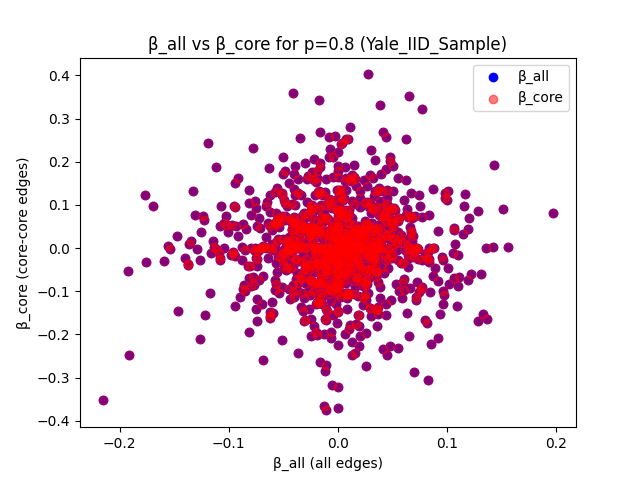 β_all vs β_core for p=0.8 (Yale_IID_Sample)
β_all
β_core
0.4
0.3
0.2
0.1
0.0
−0.1
−0.2
−0.3
−0.4
β_core (core-core edges)
−0.2
−0.1
0.0
0.1
0.2
β_all (all edges)